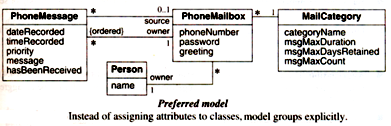 PhoneMessage
dateRecorded
timeRecorded
priority
message
hasBeenReceived
* 0..1
source
{ordered} owner
* 1
PhoneMailbox
phoneNumber
password
greeting
* 1
MailCategory
categoryName
msgMaxDuration
msgMaxDaysRetained
msgMaxCount
Person
name
owner
1 *
Preferred model
Instead of assigning attributes to classes, model groups explicitly.